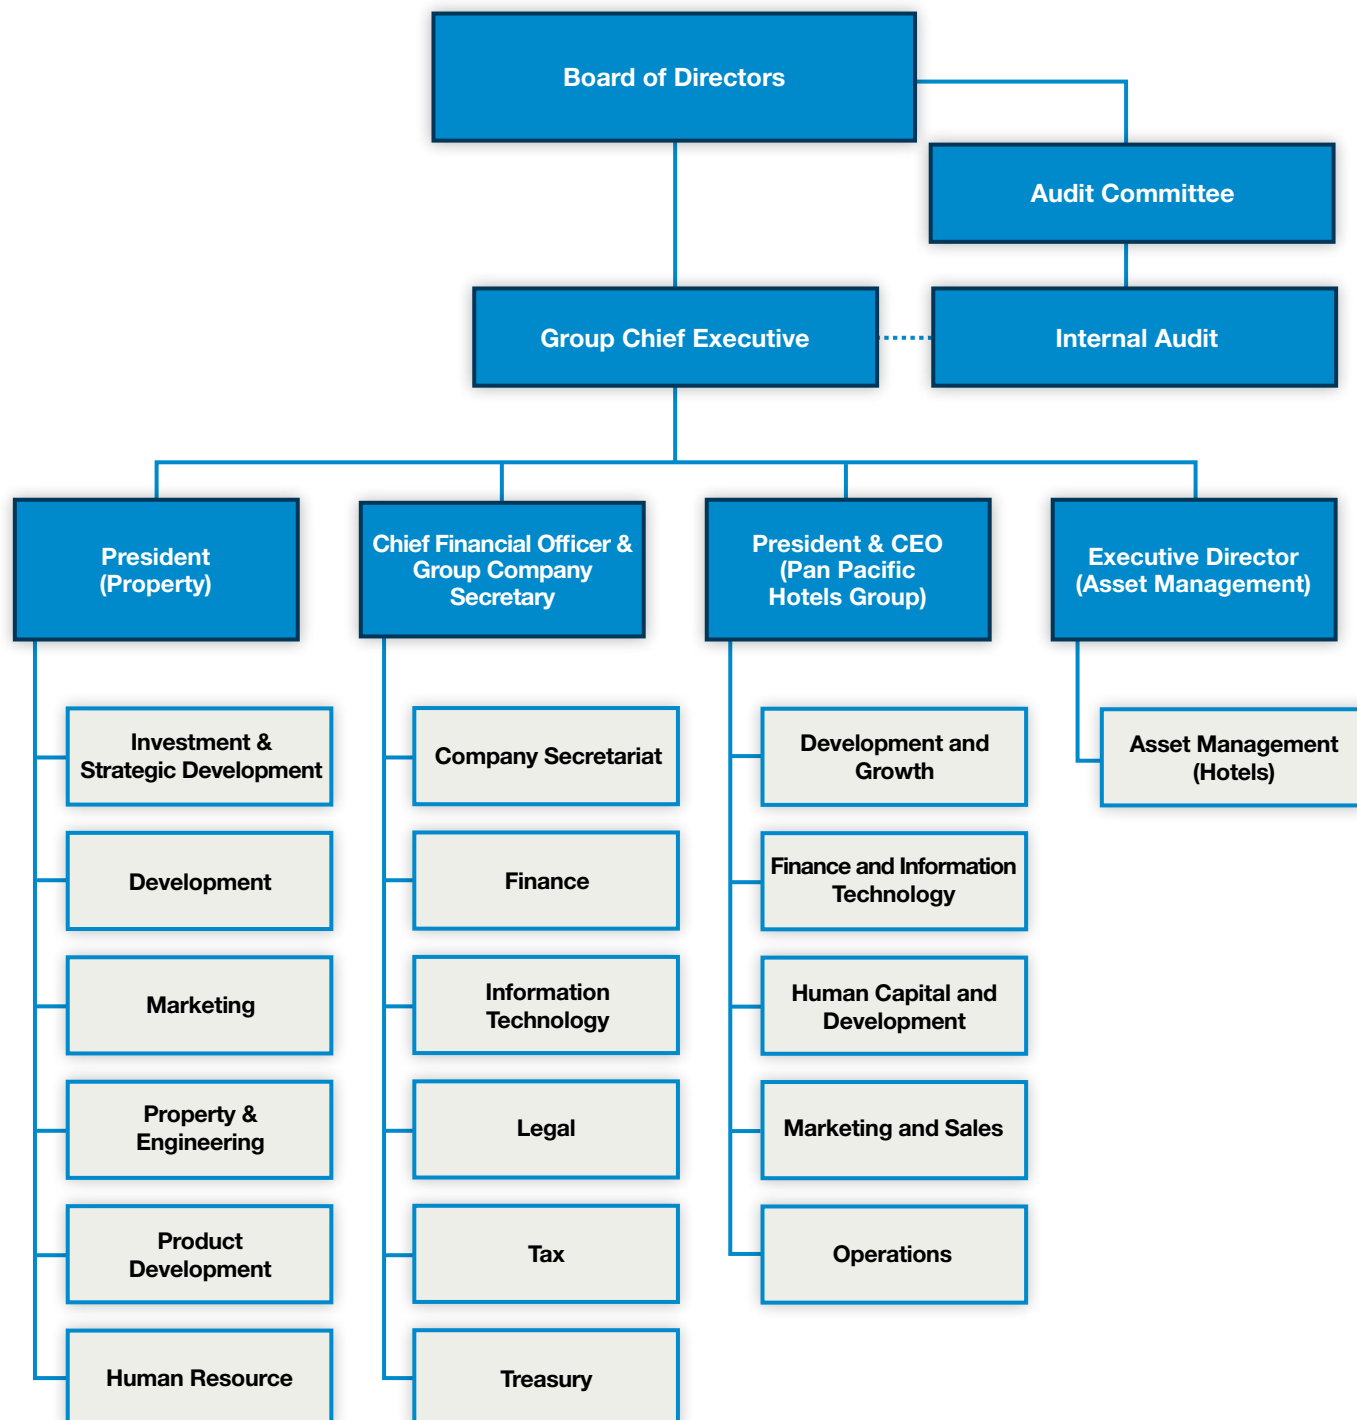 Board of Directors
Audit Committee
Group Chief Executive
Internal Audit
President
(Property)
Chief Financial Officer &
Group Company
Secretary
President & CEO
(Pan Pacific
Hotels Group)
Executive Director
(Asset Management)
Investment &
Strategic Development
Development
Marketing
Property &
Engineering
Product
Development
Human Resource
Company Secretariat
Finance
Information
Technology
Legal
Tax
Treasury
Development and
Growth
Finance and Information
Technology
Human Capital and
Development
Marketing and Sales
Operations
Asset Management
(Hotels)